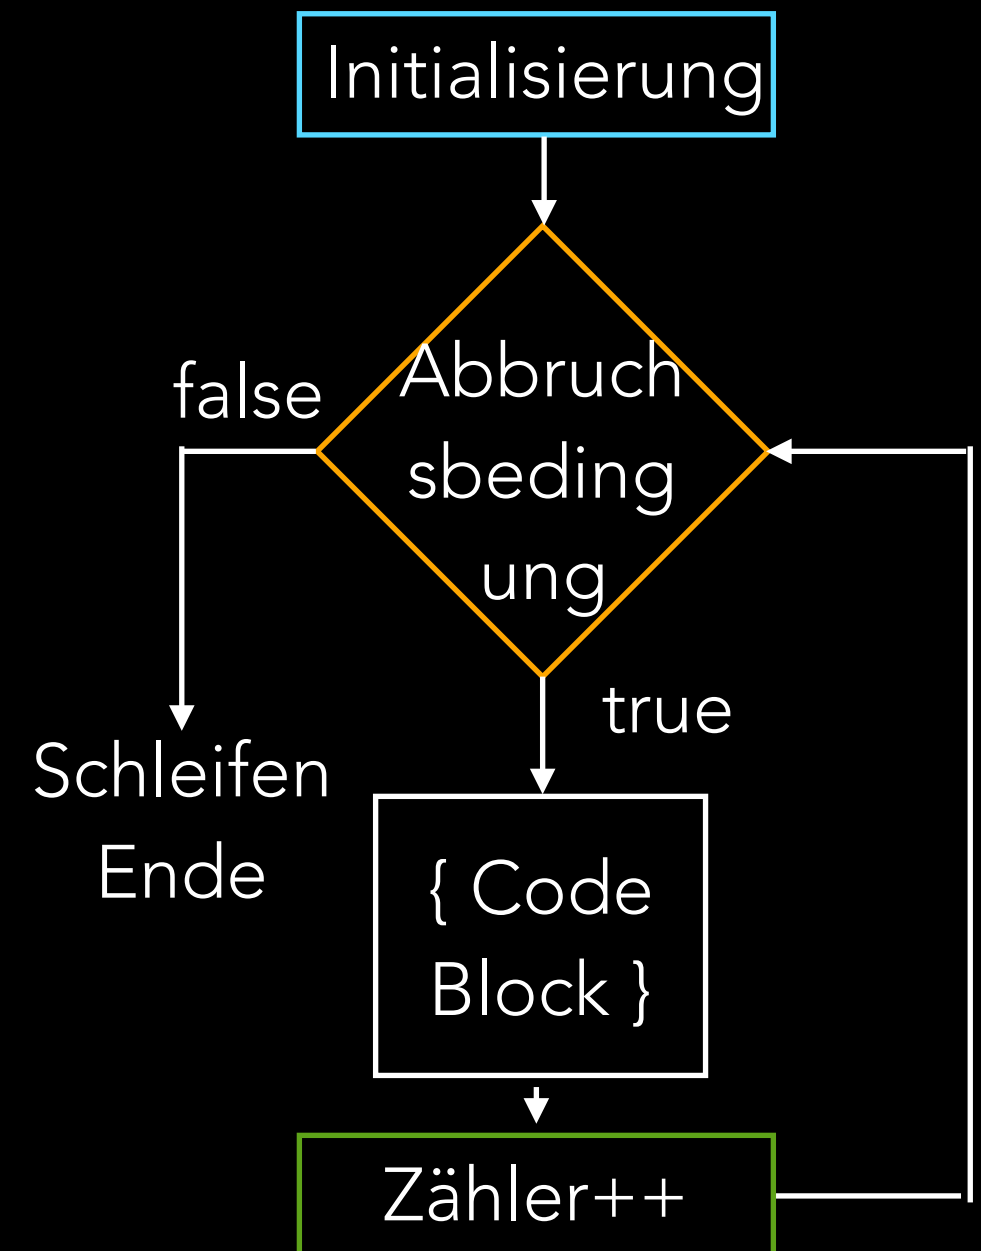 Initialisierung
false
Abbruch
sbeding
ung
true
Schleifen
Ende
{ Code
Block }
Zähler++